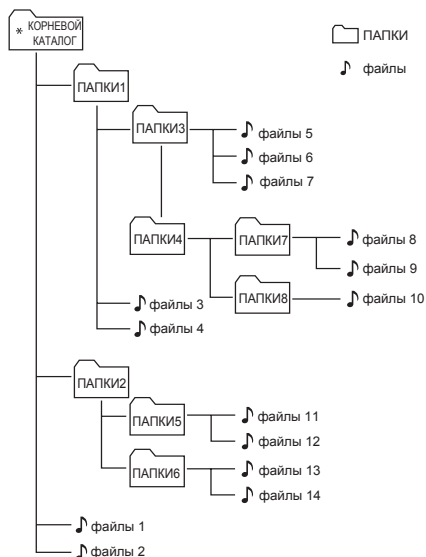 * КОРНЕВОЙ
КАТАЛОГ
ПАПКИ
файлы
ПАПКИ1
ПАПКИ3
файлы 5
файлы 6
файлы 7
ПАПКИ4
ПАПКИ7
файлы 8
файлы 9
ПАПКИ8
файлы 10
файлы 3
файлы 4
ПАПКИ2
ПАПКИ5
файлы 11
файлы 12
ПАПКИ6
файлы 13
файлы 14
файлы 1
файлы 2